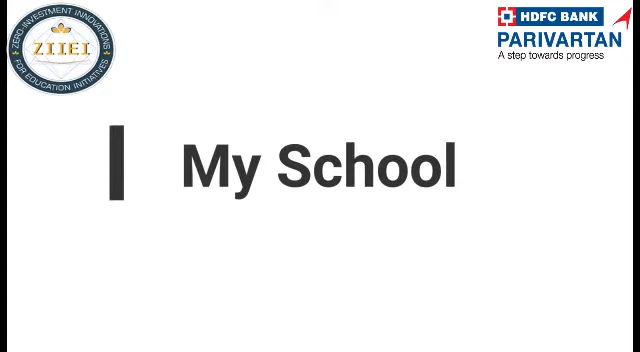 ZERO-INVESTMENT INNOVATIONS
ZIIEI
FOR EDUCATION INITIATIVES
HDFC BANK
PARIVARTAN
A step towards progress
My School